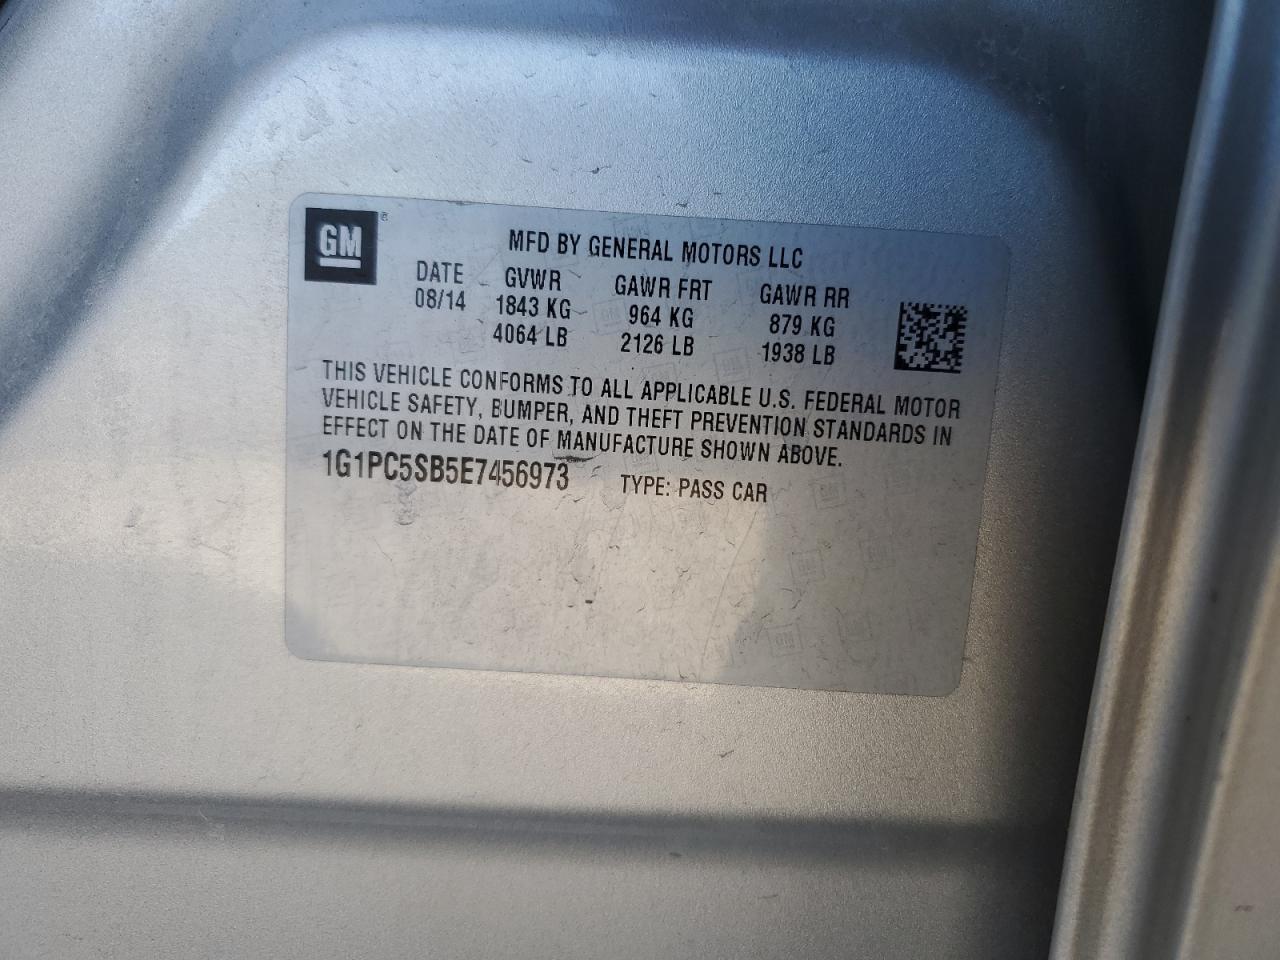 GM ®
MFD BY GENERAL MOTORS LLC
DATE GVWR GAWR FRT GAWR RR
08/14 1843 KG 964 KG 879 KG
4064 LB 2126 LB 1938 LB
THIS VEHICLE CONFORMS TO ALL APPLICABLE U.S. FEDERAL MOTOR
VEHICLE SAFETY, BUMPER, AND THEFT PREVENTION STANDARDS IN
EFFECT ON THE DATE OF MANUFACTURE SHOWN ABOVE.
1G1PC5SB5E7456973 TYPE: PASS CAR